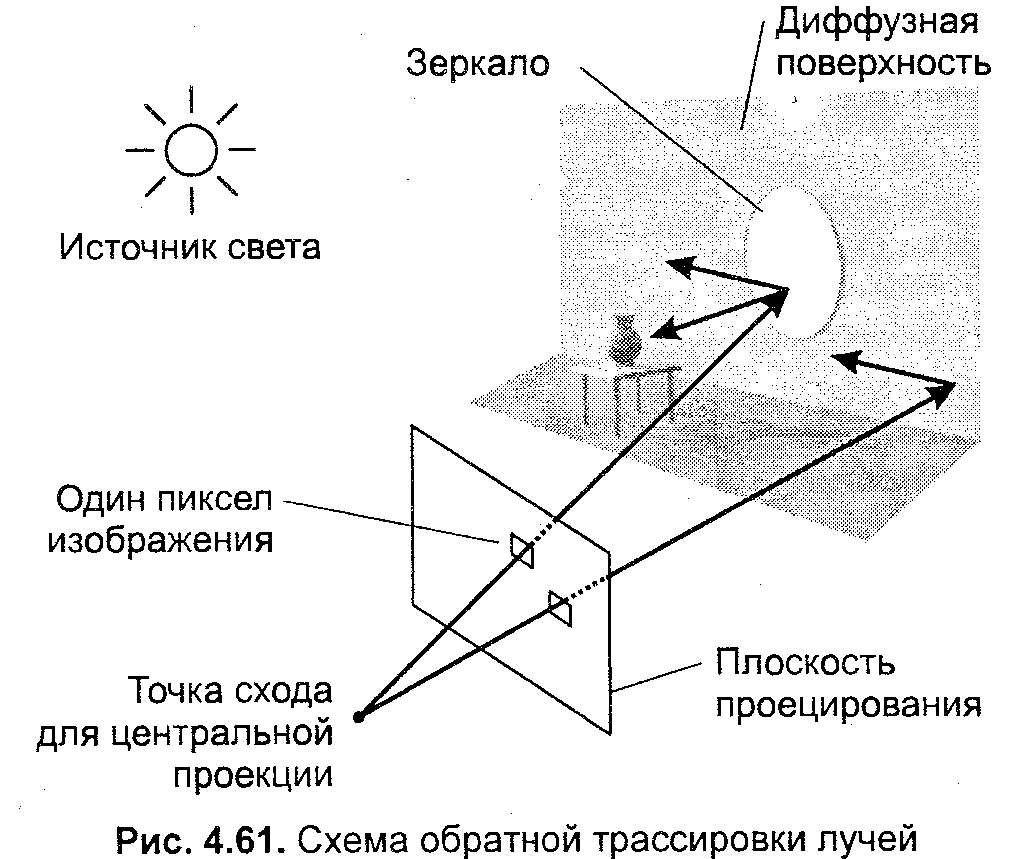 Диффузная
поверхность
Зеркало
Источник света
Один пиксел
изображения
Точка схода
для центральной
проекции
Плоскость
проецирования
Рис. 4.61. Схема обратной трассировки лучей